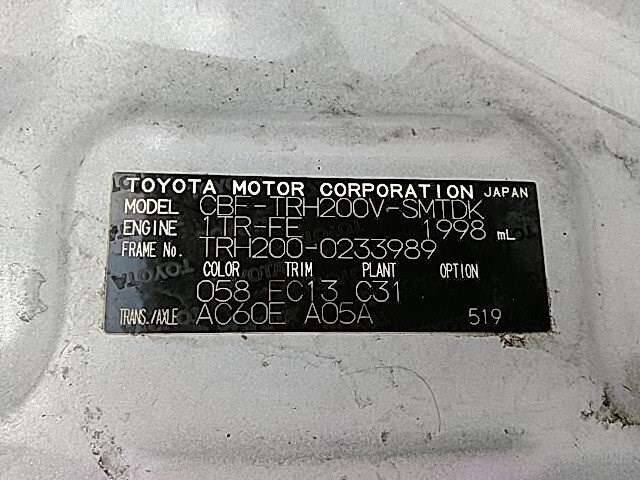 TOYOTA MOTOR CORPORATION JAPAN
MODEL CBF-TRH200V-SMTDK
ENGINE 1TR-FE 1998 mL
FRAME No. TRH200-0233989
COLOR TRIM PLANT OPTION
058 FC13 C31
TRANS./AXLE AC60E A05A 519